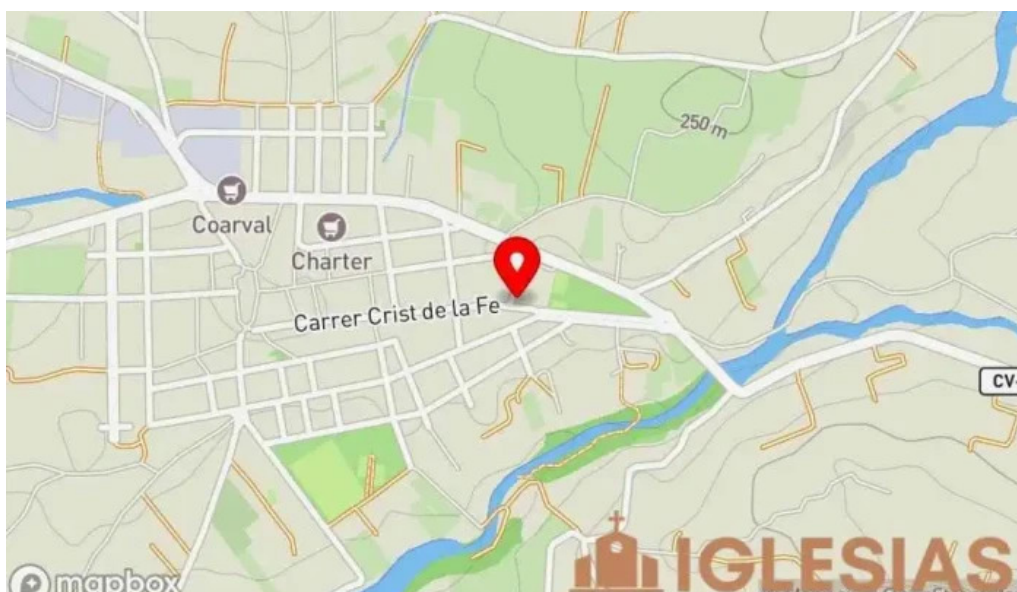 250 m
Coarval
Charter
Carrer Crist de la Fe
CV-
mapbox
IGLESIAS